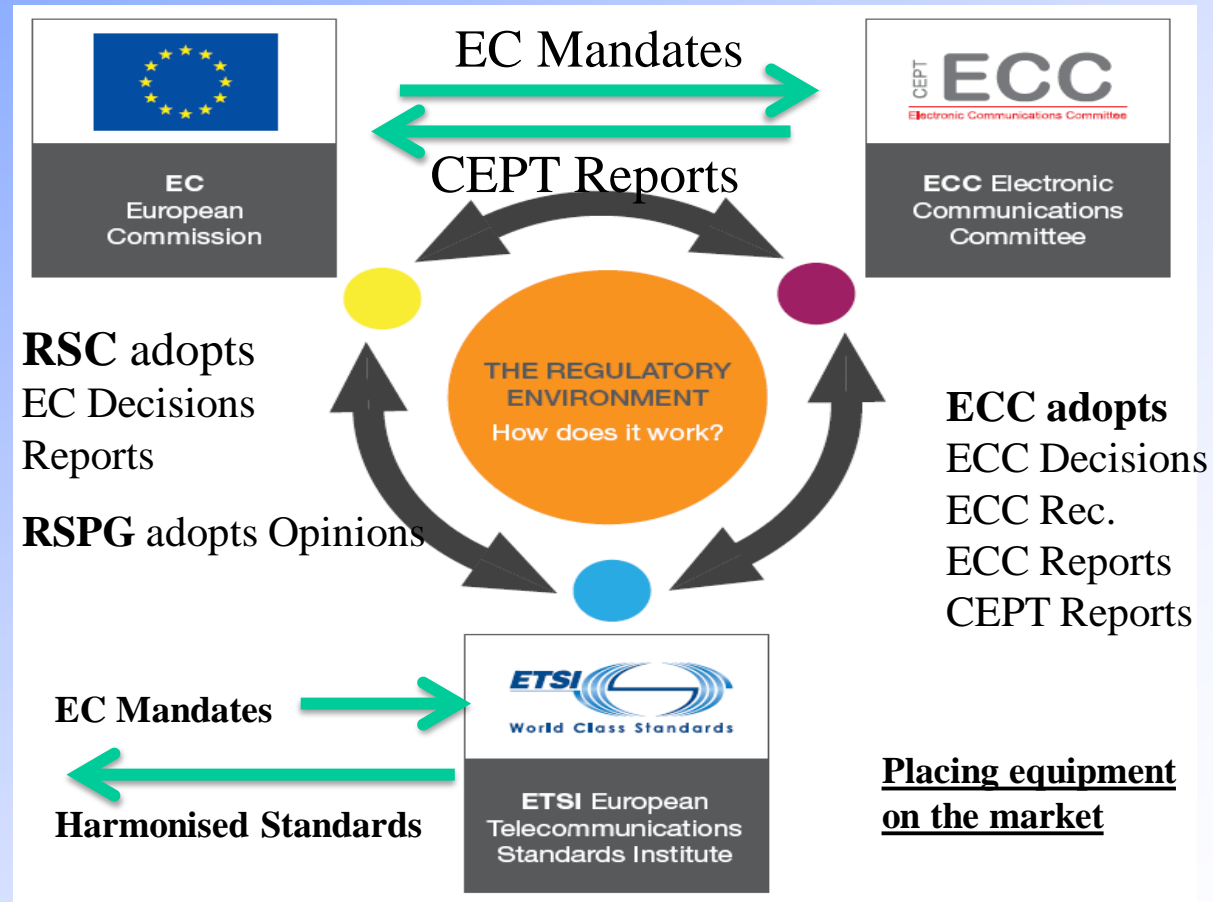 EC Mandates
CEPT Reports
EC
European
Commission
CEPT
ECC
Electronic Communications Committee
ECC Electronic
Communications
Committee
THE REGULATORY
ENVIRONMENT
How does it work?
RSC adopts
EC Decisions
Reports
RSPG adopts Opinions
ECC adopts
ECC Decisions
ECC Rec.
ECC Reports
CEPT Reports
EC Mandates
Harmonised Standards
ETSI
World Class Standards
ETSI European
Telecommunications
Standards Institute
Placing equipment
on the market